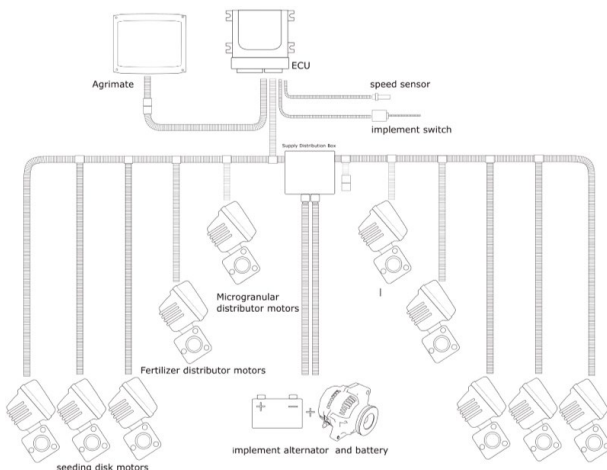 Agrimate
ECU
speed sensor
implement switch
Supply Distribution Box
Microgranular
distributor motors
Fertilizer distributor motors
implement alternator and battery
seeding disk motors